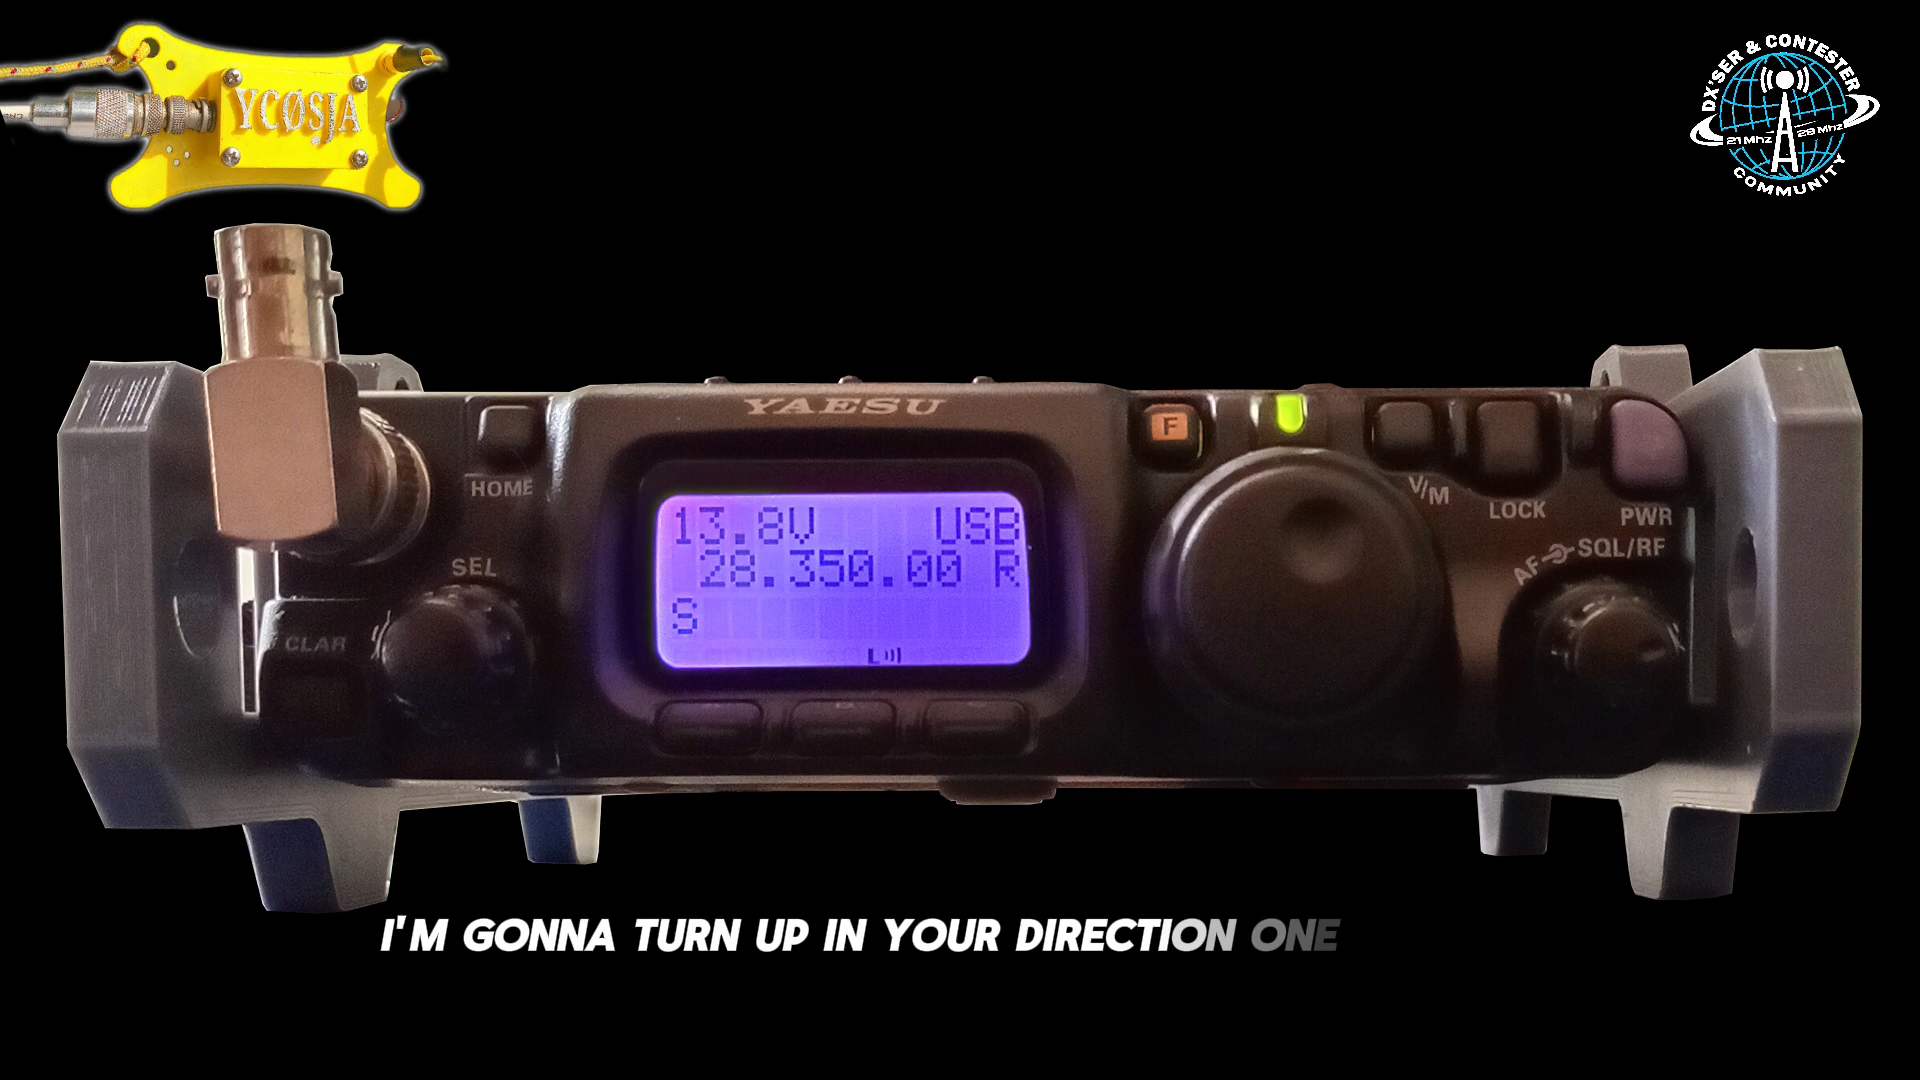 YCØSJA
DX'SER & CONTESTER
21 Mhz 28 Mhz
COMMUNITY
YAESU
F
HOME
V/M
LOCK
PWR
13.8V USB
28.350.00 R
S
SEL
AF SQL/RF
CLAR
I'M GONNA TURN UP IN YOUR DIRECTION ONE